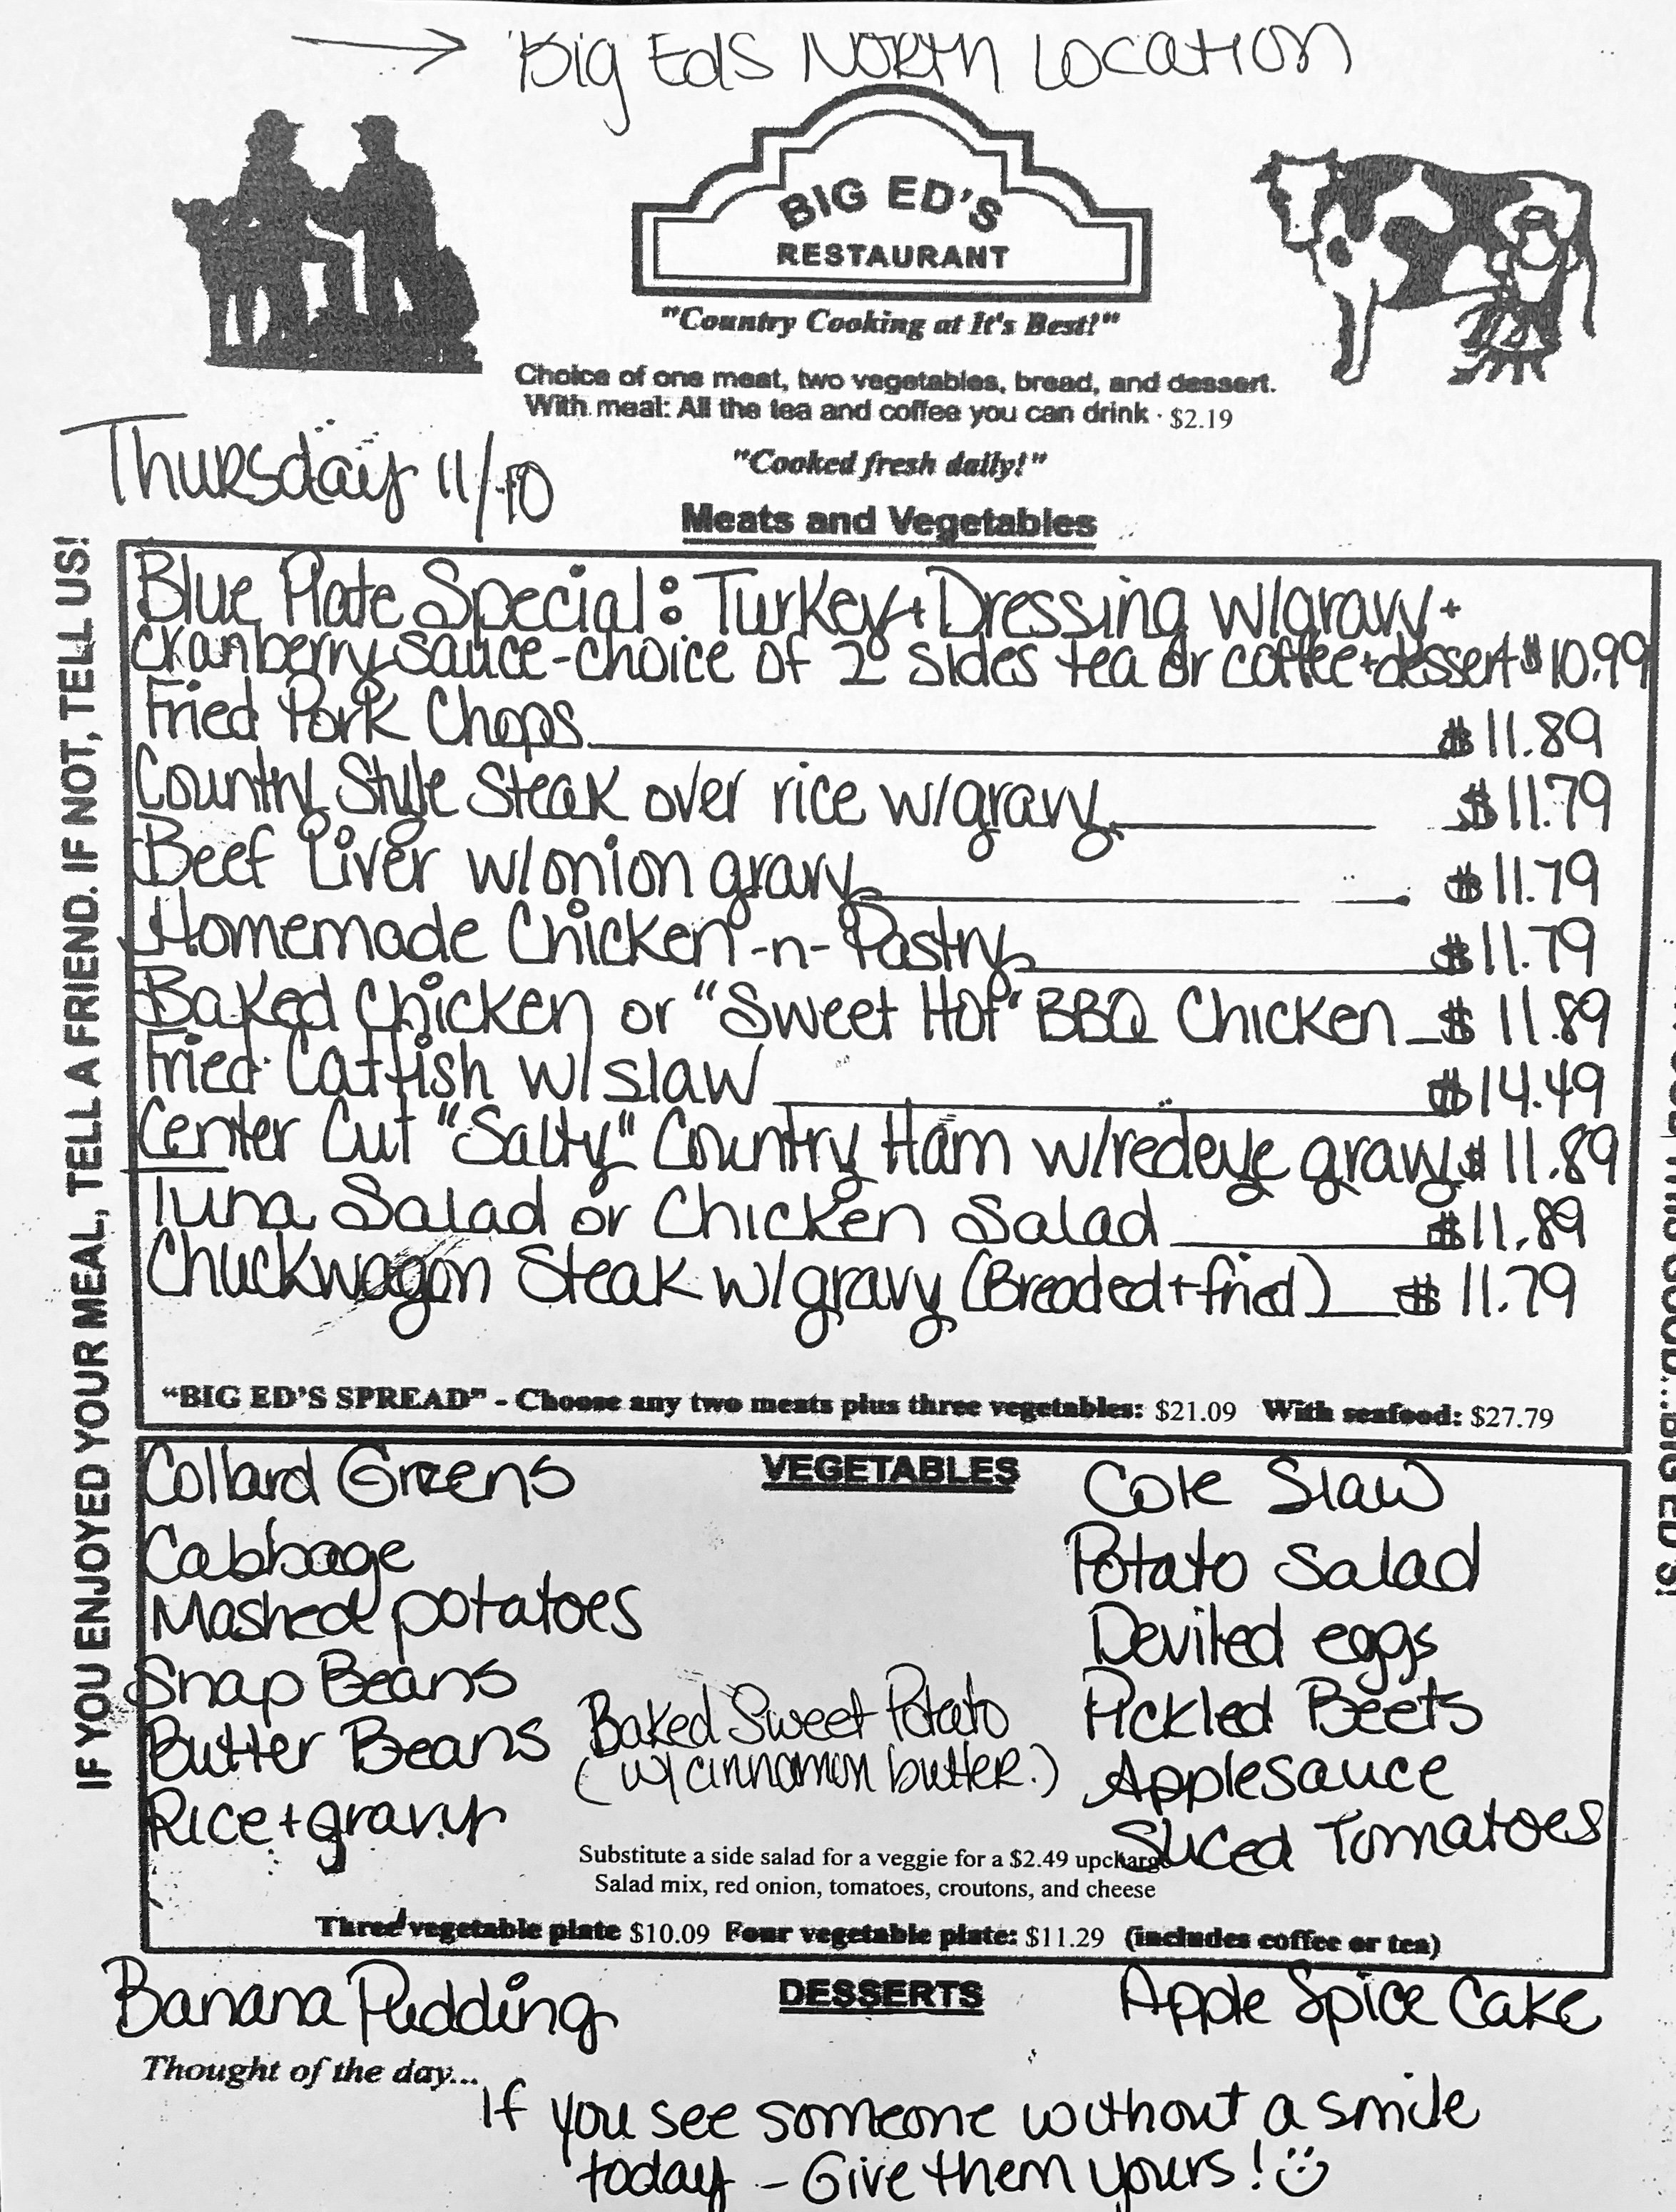 Big Eds North Location
BIG ED'S
RESTAURANT
"Country Cooking at It's Best!"
Choice of one meat, two vegetables, bread, and dessert.
With meal: All the tea and coffee you can drink · $2.19
Thursday 11/10
"Cooked fresh daily!"
Meats and Vegetables
IF YOU ENJOYED YOUR MEAL, TELL A FRIEND. IF NOT, TELL US!
Blue Plate Special: Turkey + Dressing w/gravy +
cranberry sauce - choice of 2 sides tea or coffee + dessert $10.99
Fried Pork Chops $11.89
Country Style Steak over rice w/gravy $11.79
Beef Liver w/onion gravy $11.79
Homemade Chicken -n- Pastry $11.79
Baked Chicken or "Sweet Hot" BBQ Chicken $11.89
Fried Catfish w/slaw $14.49
Center Cut "Salty" Country Ham w/redeye gravy $11.89
Tuna Salad or Chicken Salad $11.89
Chuckwagon Steak w/gravy (Breaded + fried) $11.79
"BIG ED'S SPREAD" - Choose any two meats plus three vegetables: $21.09 With seafood: $27.79
VEGETABLES
Collard Greens
Cabbage
Mashed potatoes
Snap Beans
Butter Beans
Rice + gravy
Baked Sweet Potato
(w/ cinnamon butter.)
Cole Slaw
Potato Salad
Deviled eggs
Pickled Beets
Applesauce
Sliced Tomatoes
Substitute a side salad for a veggie for a $2.49 upcharge
Salad mix, red onion, tomatoes, croutons, and cheese
Three vegetable plate $10.09 Four vegetable plate: $11.29 (includes coffee or tea)
DESSERTS
Banana Pudding
Apple Spice Cake
Thought of the day...
If you see someone without a smile
today - Give them yours!